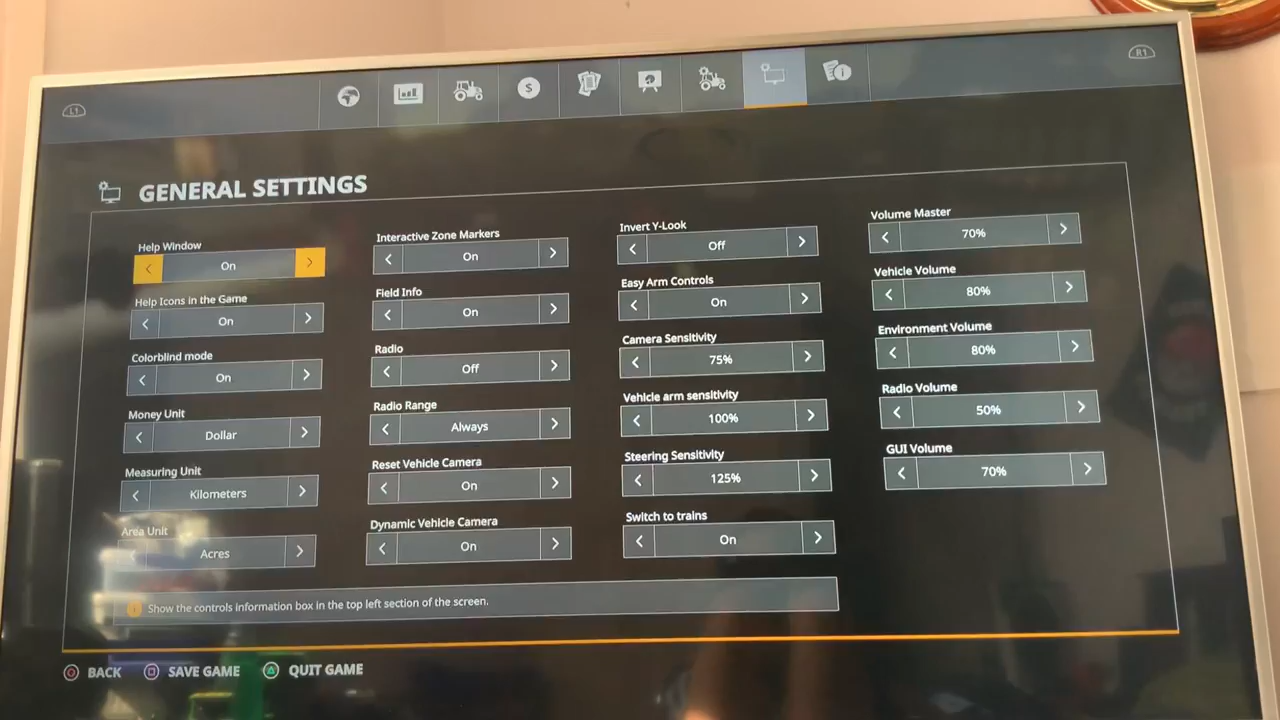 L1
$
R1
GENERAL SETTINGS
Help Window
On
Help Icons in the Game
On
Colorblind mode
On
Money Unit
Dollar
Measuring Unit
Kilometers
Area Unit
Acres
Interactive Zone Markers
On
Field Info
On
Radio
Off
Radio Range
Always
Reset Vehicle Camera
On
Dynamic Vehicle Camera
On
Invert Y-Look
Off
Easy Arm Controls
On
Camera Sensitivity
75%
Vehicle arm sensitivity
100%
Steering Sensitivity
125%
Switch to trains
On
Volume Master
70%
Vehicle Volume
80%
Environment Volume
80%
Radio Volume
50%
GUI Volume
70%
Show the controls information box in the top left section of the screen.
BACK SAVE GAME QUIT GAME